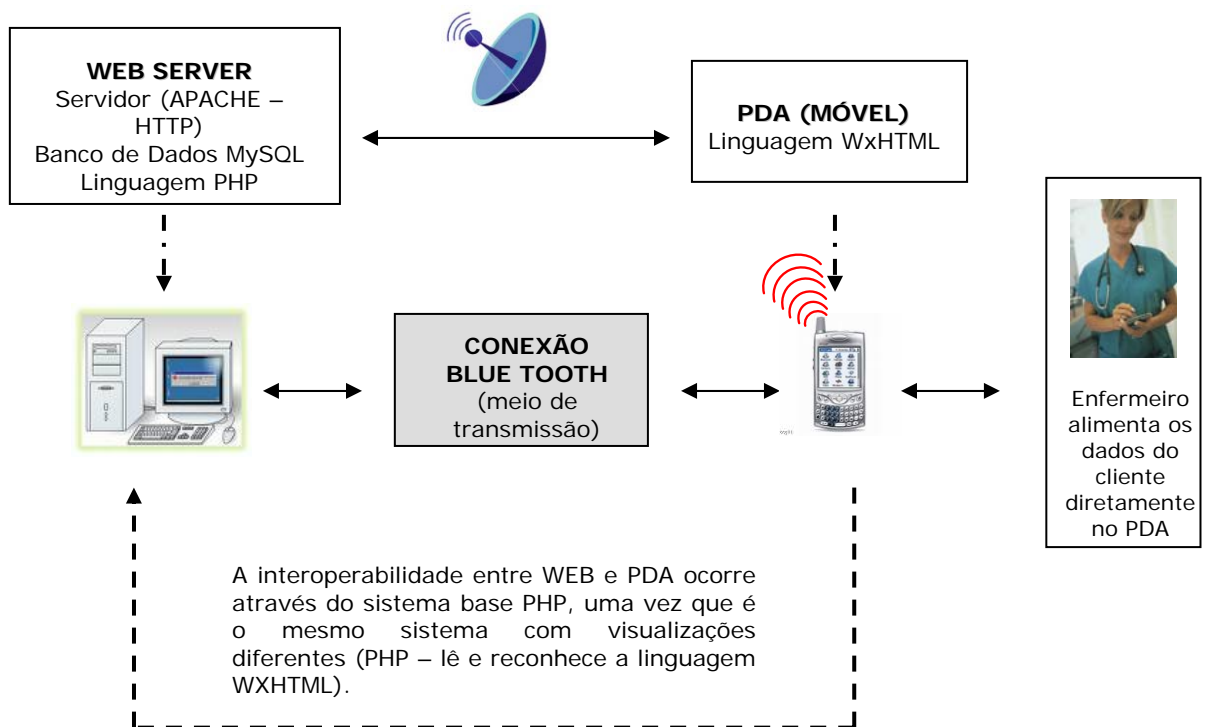 WEB SERVER
Servidor (APACHE –
HTTP)
Banco de Dados MySQL
Linguagem PHP
PDA (MÓVEL)
Linguagem WxHTML
CONEXÃO
BLUE TOOTH
(meio de
transmissão)
Enfermeiro
alimenta os
dados do
cliente
diretamente
no PDA
A interoperabilidade entre WEB e PDA ocorre
através do sistema base PHP, uma vez que é
o mesmo sistema com visualizações
diferentes (PHP – lê e reconhece a linguagem
WXHTML).